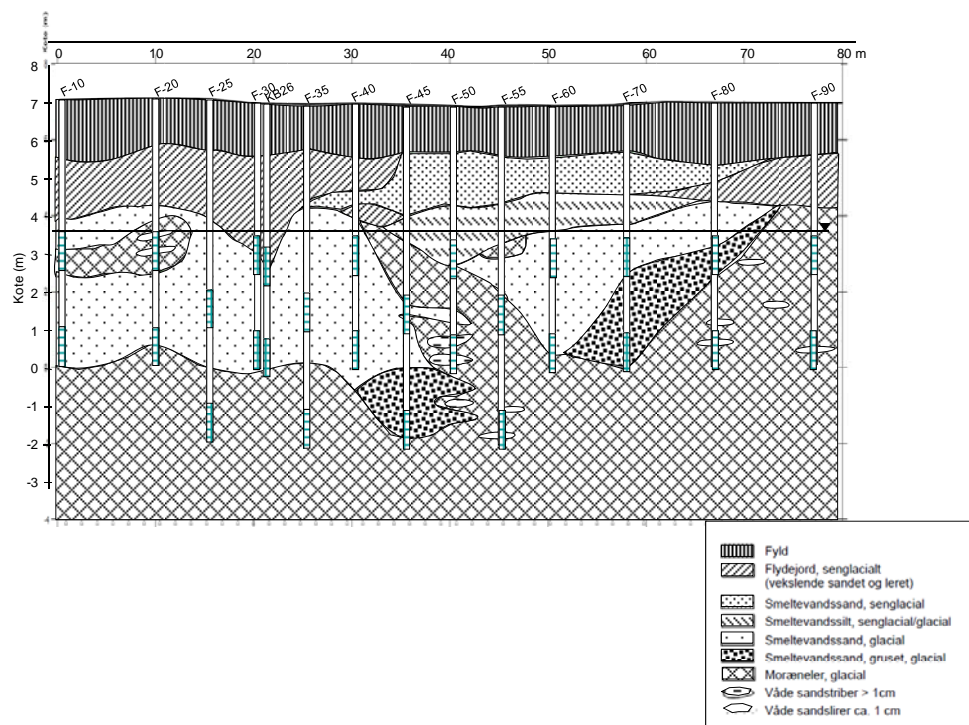 0 10 20 30 40 50 60 70 80 m
F-10 F-20 F-25 F-30 KB26 F-35 F-40 F-45 F-50 F-55 F-60 F-70 F-80 F-90
Kote (m)
8
7
6
5
4
3
2
1
0
-1
-2
-3
-4
Fyld
Flydejord, senglacialt
(vekslende sandet og leret)
Smeltevandssand, senglacial
Smeltevandssilt, senglacial/glacial
Smeltevandssand, glacial
Smeltevandssand, gruset, glacial
Moræneler, glacial
Våde sandstriber > 1cm
Våde sandslirer ca. 1 cm